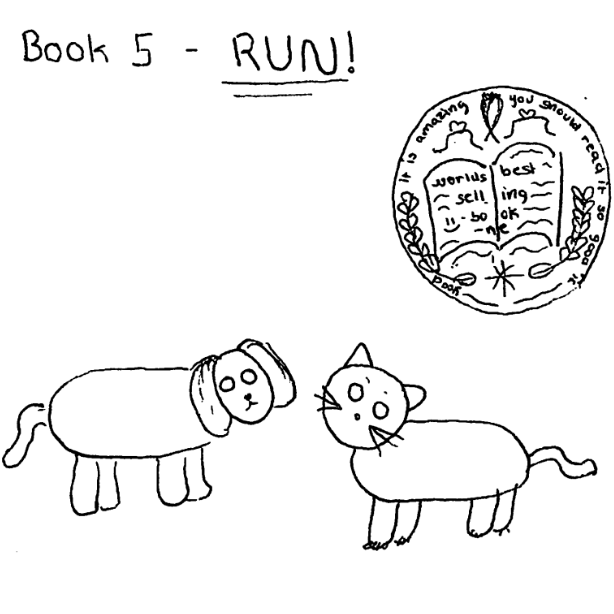 Book 5 - RUN!
It is amazing you should read it so good it
worlds best
sell ing
bo ok
book